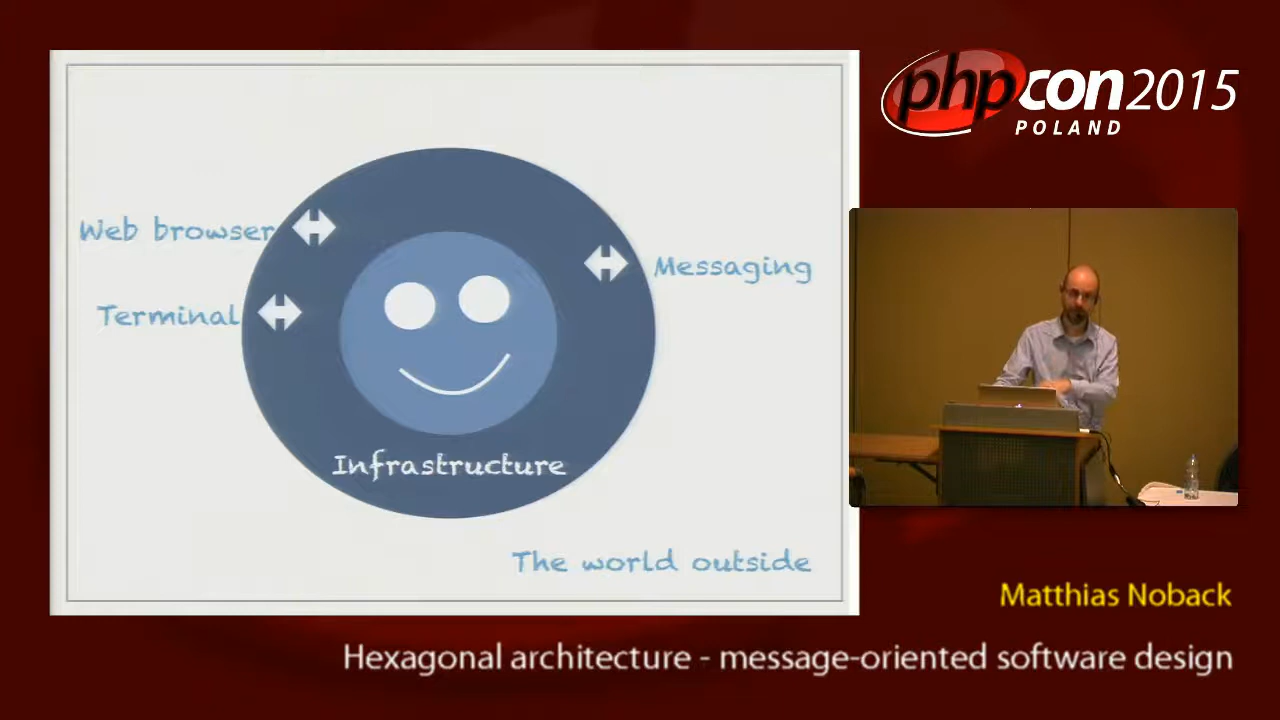 phpcon2015
POLAND
Web browser
Messaging
Terminal
Infrastructure
The world outside
Matthias Noback
Hexagonal architecture - message-oriented software design